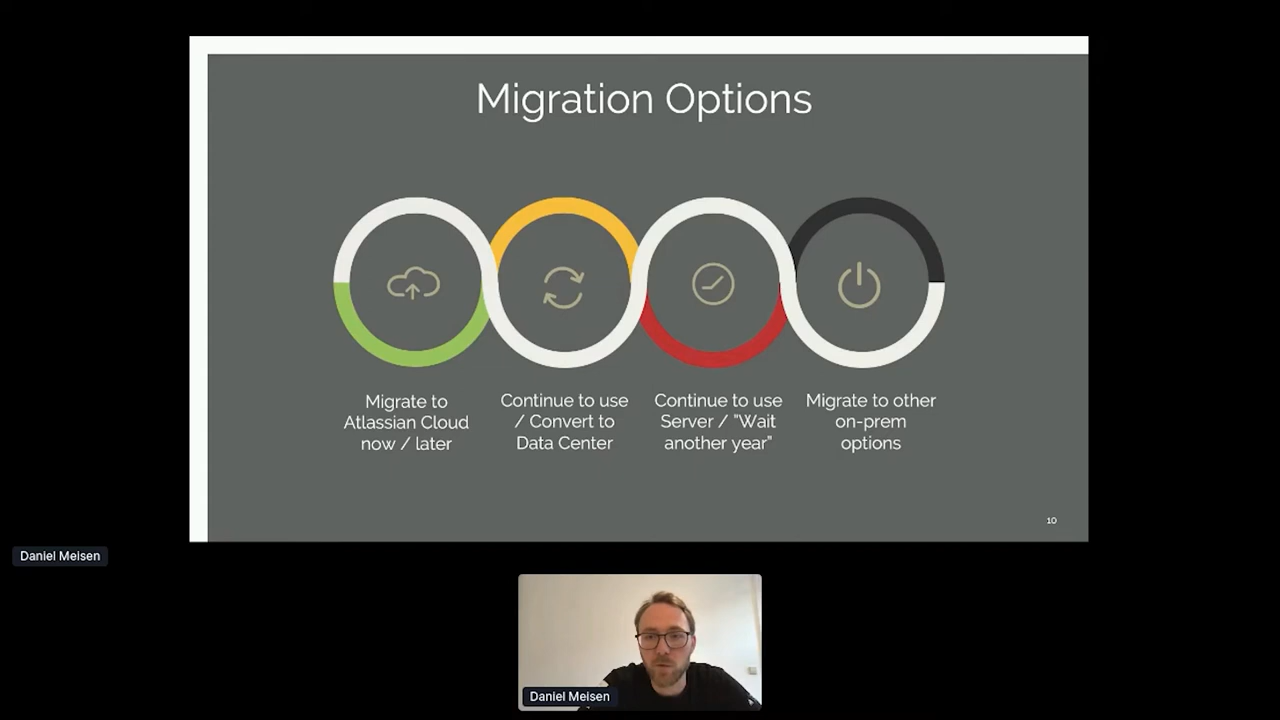 Migration Options
Migrate to
Atlassian Cloud
now / later
Continue to use
/ Convert to
Data Center
Continue to use
Server / "Wait
another year"
Migrate to other
on-prem
options
10
Daniel Meisen
Daniel Meisen